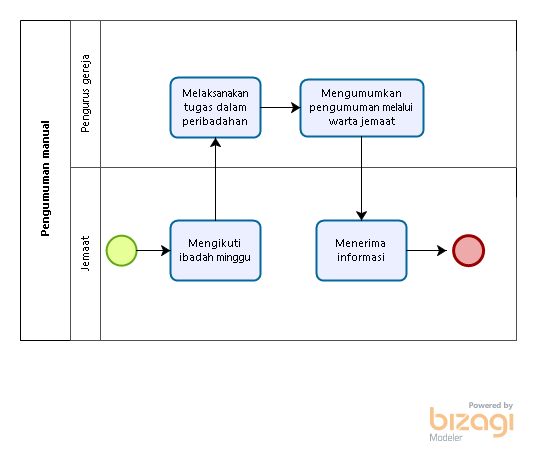 Pengumuman manual
Pengurus gereja
Melaksanakan
tugas dalam
peribadahan
Mengumumkan
pengumuman melalui
warta jemaat
Jemaat
Mengikuti
ibadah minggu
Menerima
informasi
Powered by
bizagi
Modeler